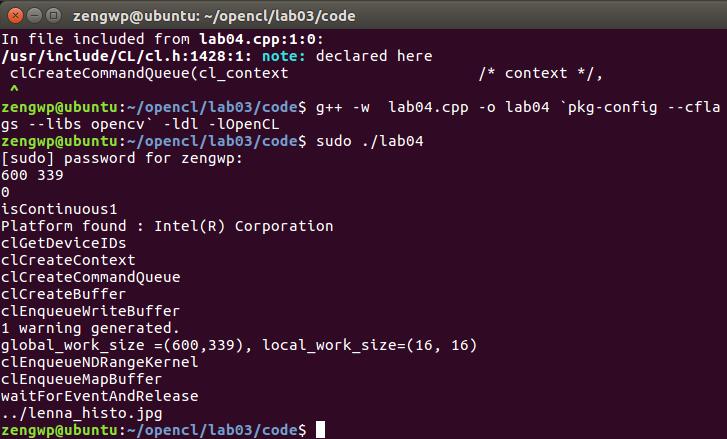 zengwp@ubuntu: ~/opencl/lab03/code
In file included from lab04.cpp:1:0:
/usr/include/CL/cl.h:1428:1: note: declared here
 clCreateCommandQueue(cl_context                     /* context */,
 ^
zengwp@ubuntu:~/opencl/lab03/code$ g++ -w  lab04.cpp -o lab04 `pkg-config --cfla
gs --libs opencv` -ldl -lOpenCL
zengwp@ubuntu:~/opencl/lab03/code$ sudo ./lab04
[sudo] password for zengwp:
600 339
0
isContinuous1
Platform found : Intel(R) Corporation
clGetDeviceIDs
clCreateContext
clCreateCommandQueue
clCreateBuffer
clEnqueueWriteBuffer
1 warning generated.
global_work_size =(600,339), local_work_size=(16, 16)
clEnqueueNDRangeKernel
clEnqueueMapBuffer
waitForEventAndRelease
../lenna_histo.jpg
zengwp@ubuntu:~/opencl/lab03/code$